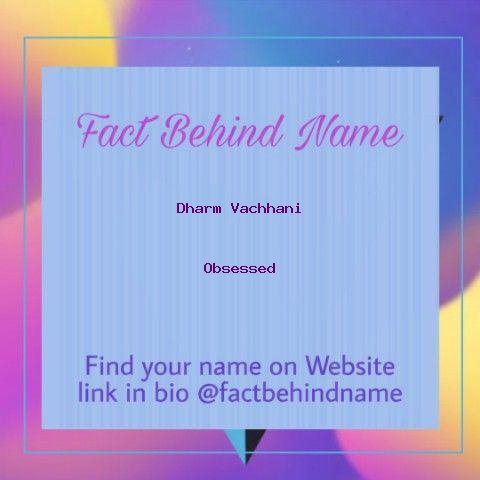 Fact Behind Name
Dharm Vachhani
Obsessed
Find your name on Website
link in bio @factbehindname